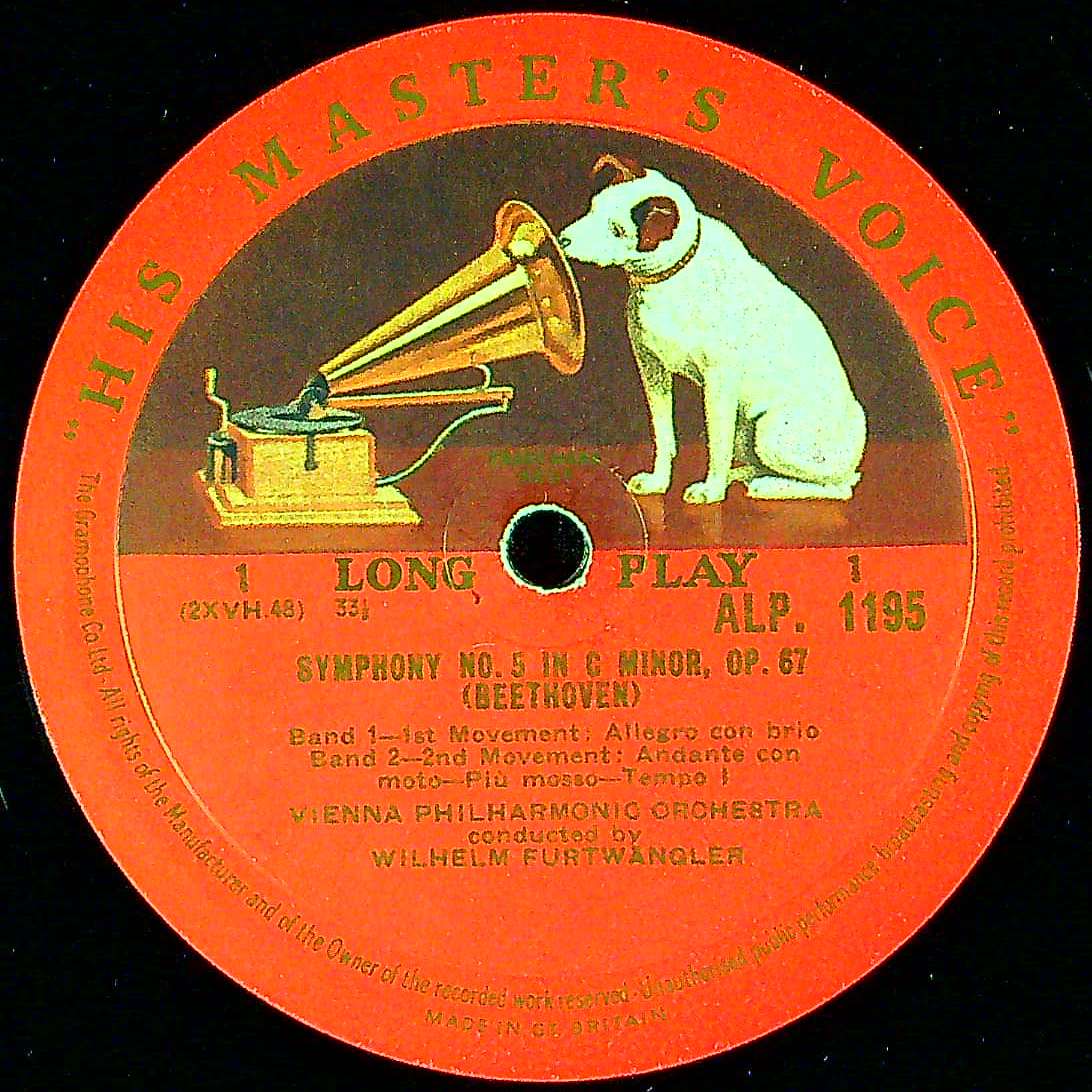 "HIS MASTER'S VOICE"
1 LONG PLAY 1
(2XVH.48) 33⅓ ALP. 1195
SYMPHONY NO. 5 IN C MINOR, OP. 67
(BEETHOVEN)
Band 1—1st Movement: Allegro con brio
Band 2—2nd Movement: Andante con
moto—Più mosso—Tempo I
VIENNA PHILHARMONIC ORCHESTRA
conducted by
WILHELM FURTWÄNGLER
The Gramophone Co Ltd · All rights of the Manufacturer and of the Owner of the recorded work reserved · Unauthorised public performance broadcasting and copying of this record prohibited
MADE IN GT. BRITAIN